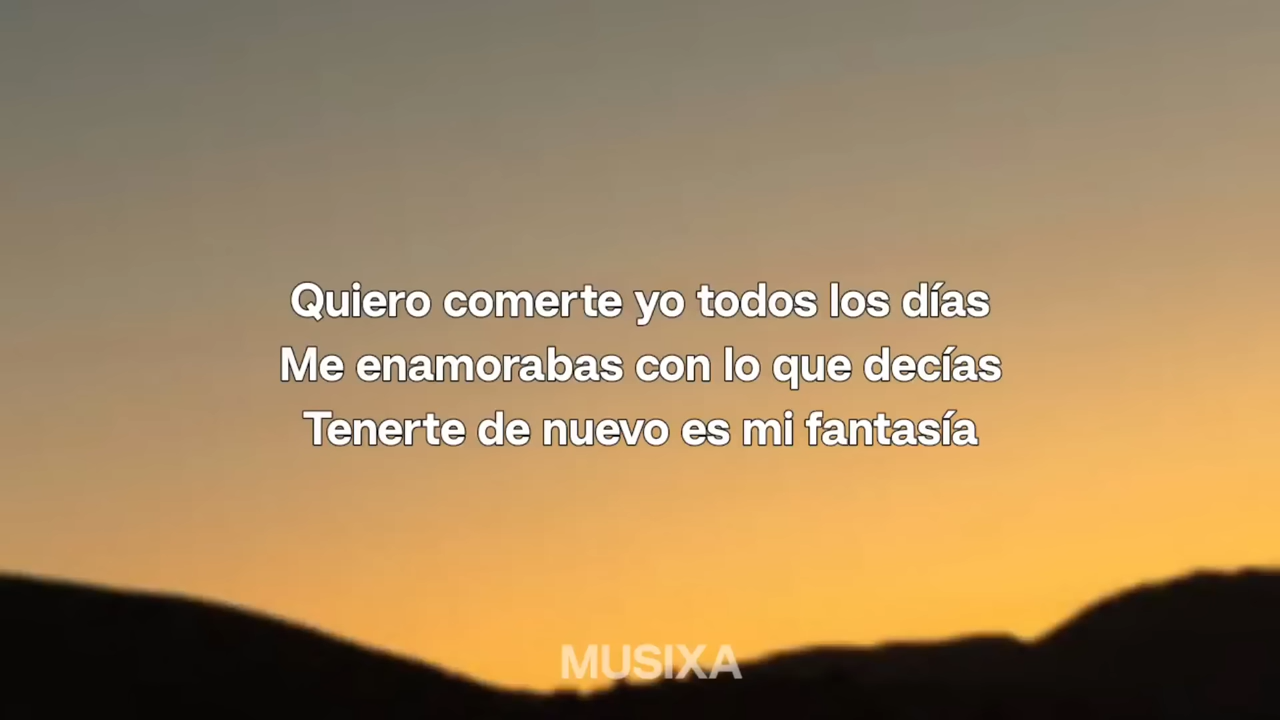 Quiero comerte yo todos los días
Me enamorabas con lo que decías
Tenerte de nuevo es mi fantasía
MUSIXA